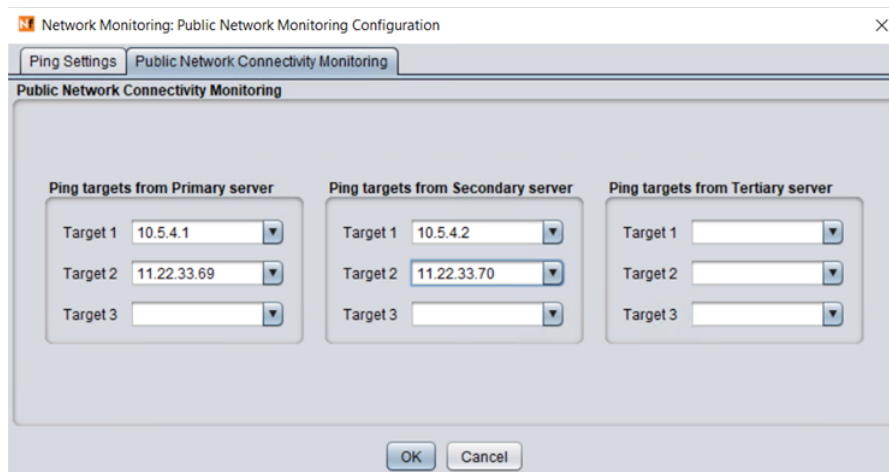 Nf Network Monitoring: Public Network Monitoring Configuration
Ping Settings Public Network Connectivity Monitoring
Public Network Connectivity Monitoring
Ping targets from Primary server Ping targets from Secondary server Ping targets from Tertiary server
Target 1 10.5.4.1 Target 1 10.5.4.2 Target 1
Target 2 11.22.33.69 Target 2 11.22.33.70 Target 2
Target 3 Target 3 Target 3
OK Cancel